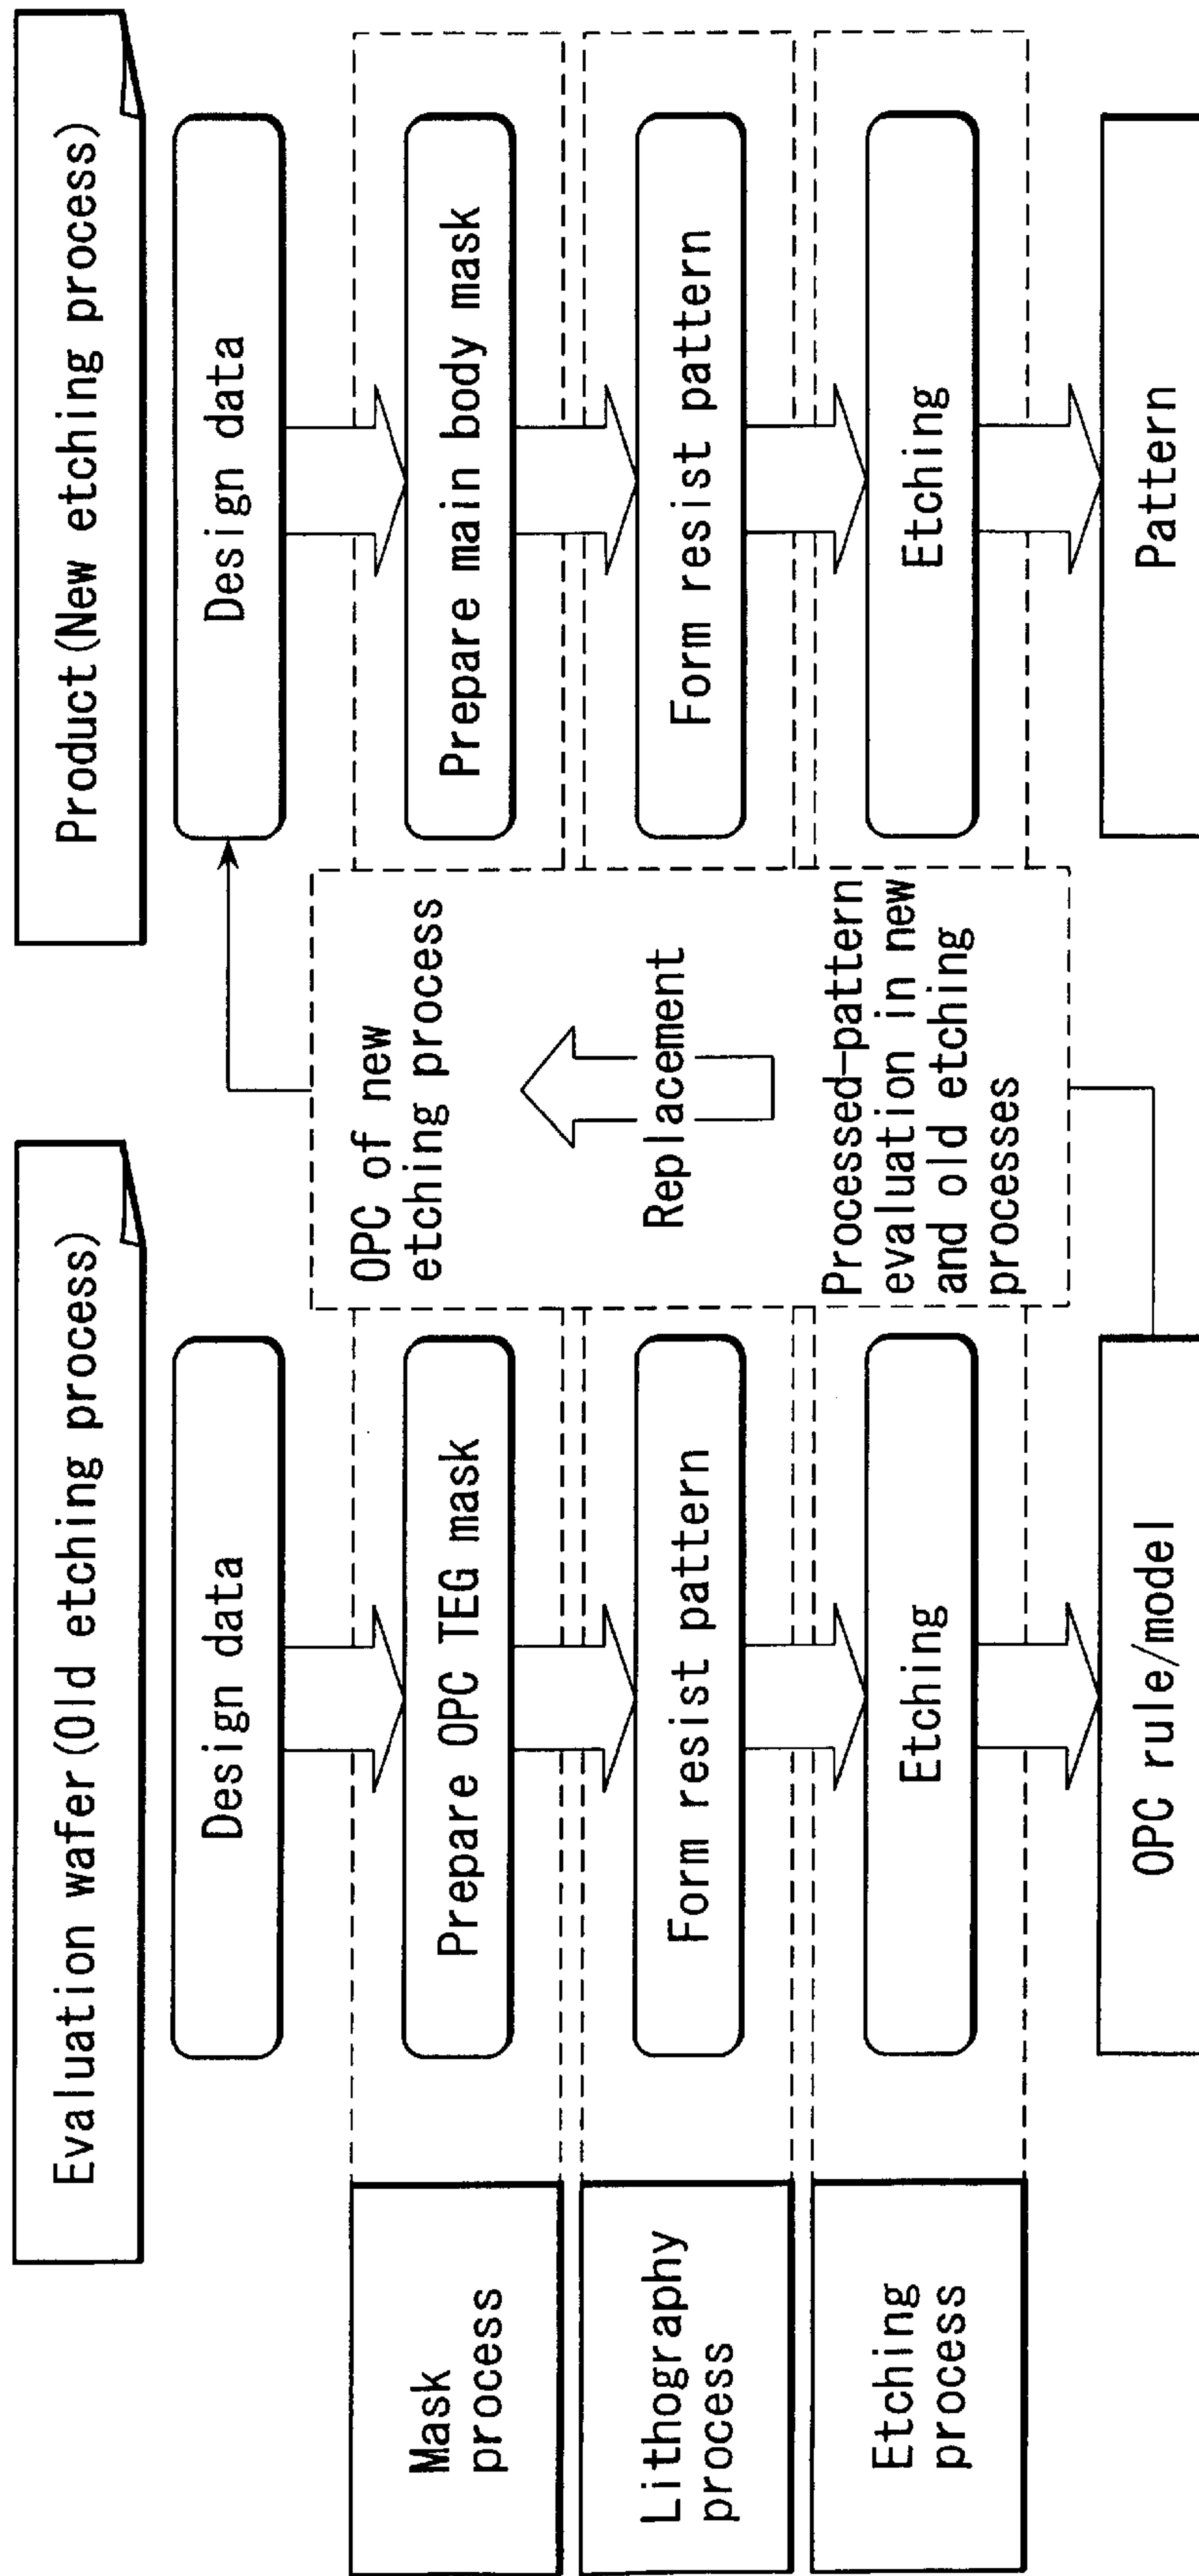 Evaluation wafer(Old etching process)
Product(New etching process)
Design data
Design data
Mask
process
Prepare OPC TEG mask
OPC of new
etching process
Prepare main body mask
Lithography
process
Form resist pattern
Replacement
Form resist pattern
Etching
process
Etching
Processed-pattern
evaluation in new
and old etching
processes
Etching
OPC rule/model
Pattern